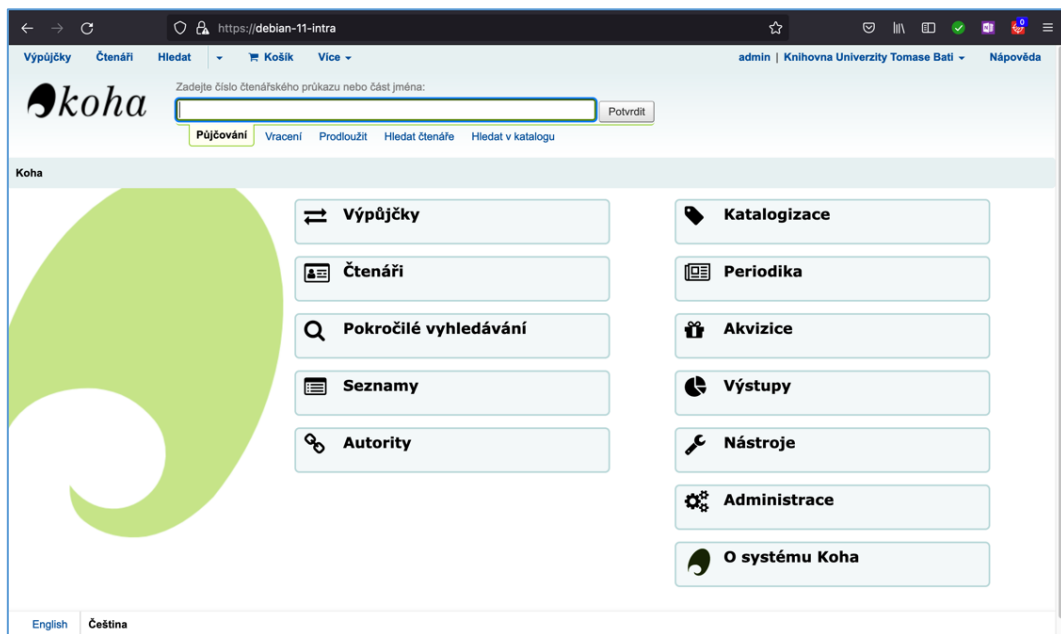 https://debian-11-intra
0
Výpůjčky Čtenáři Hledat Košík Více admin | Knihovna Univerzity Tomase Bati Nápověda
koha
Zadejte číslo čtenářského průkazu nebo část jména:
Potvrdit
Půjčování Vracení Prodloužit Hledat čtenáře Hledat v katalogu
Koha
Výpůjčky
Čtenáři
Pokročilé vyhledávání
Seznamy
Autority
Katalogizace
Periodika
Akvizice
Výstupy
Nástroje
Administrace
O systému Koha
English Čeština